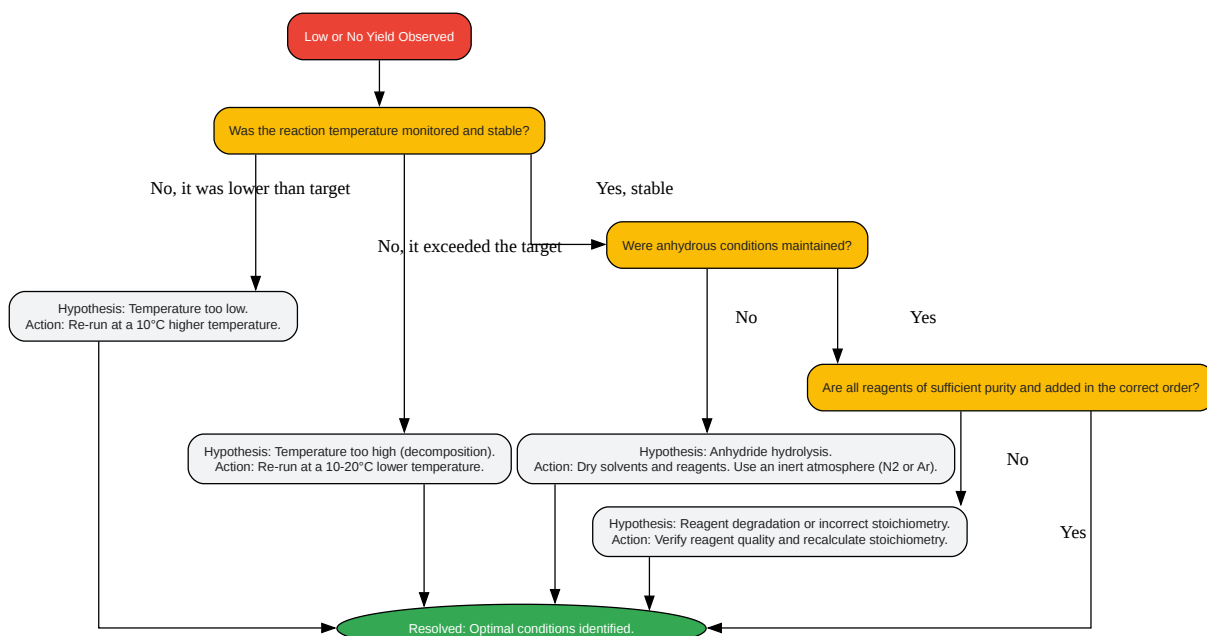 Low or No Yield Observed
Was the reaction temperature monitored and stable?
No, it was lower than target
Yes, stable
No, it exceeded the target
Were anhydrous conditions maintained?
Hypothesis: Temperature too low.
Action: Re-run at a 10°C higher temperature.
No
Yes
Are all reagents of sufficient purity and added in the correct order?
Hypothesis: Temperature too high (decomposition).
Action: Re-run at a 10-20°C lower temperature.
Hypothesis: Anhydride hydrolysis.
Action: Dry solvents and reagents. Use an inert atmosphere (N2 or Ar).
No
Hypothesis: Reagent degradation or incorrect stoichiometry.
Action: Verify reagent quality and recalculate stoichiometry.
Yes
Resolved: Optimal conditions identified.